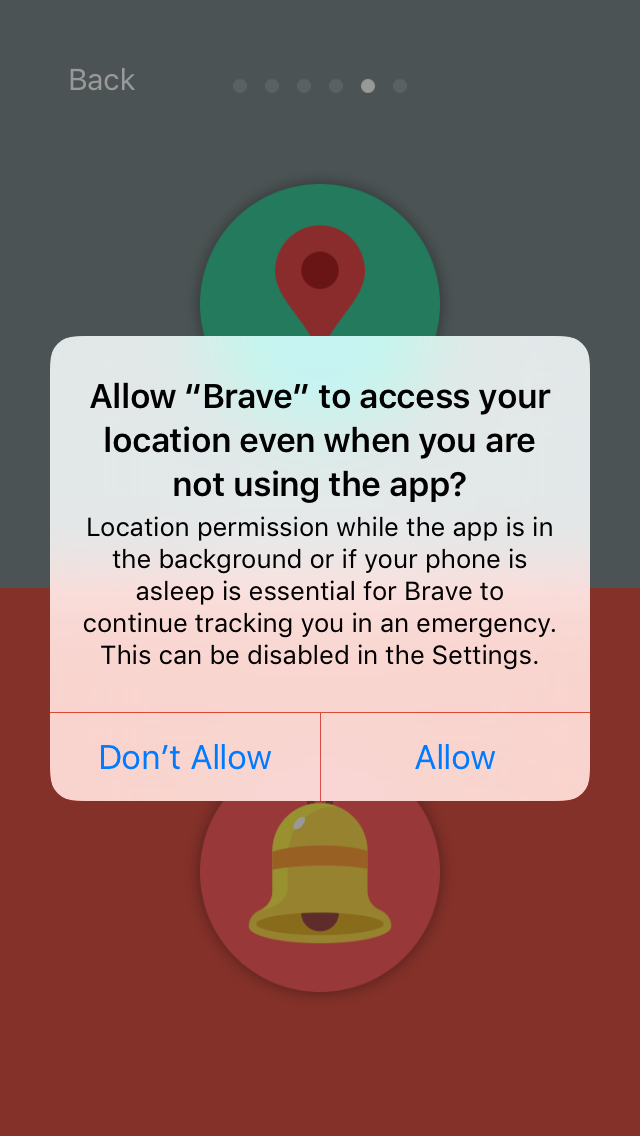 Back
Allow “Brave” to access your
location even when you are
not using the app?
Location permission while the app is in
the background or if your phone is
asleep is essential for Brave to
continue tracking you in an emergency.
This can be disabled in the Settings.
Don’t Allow
Allow